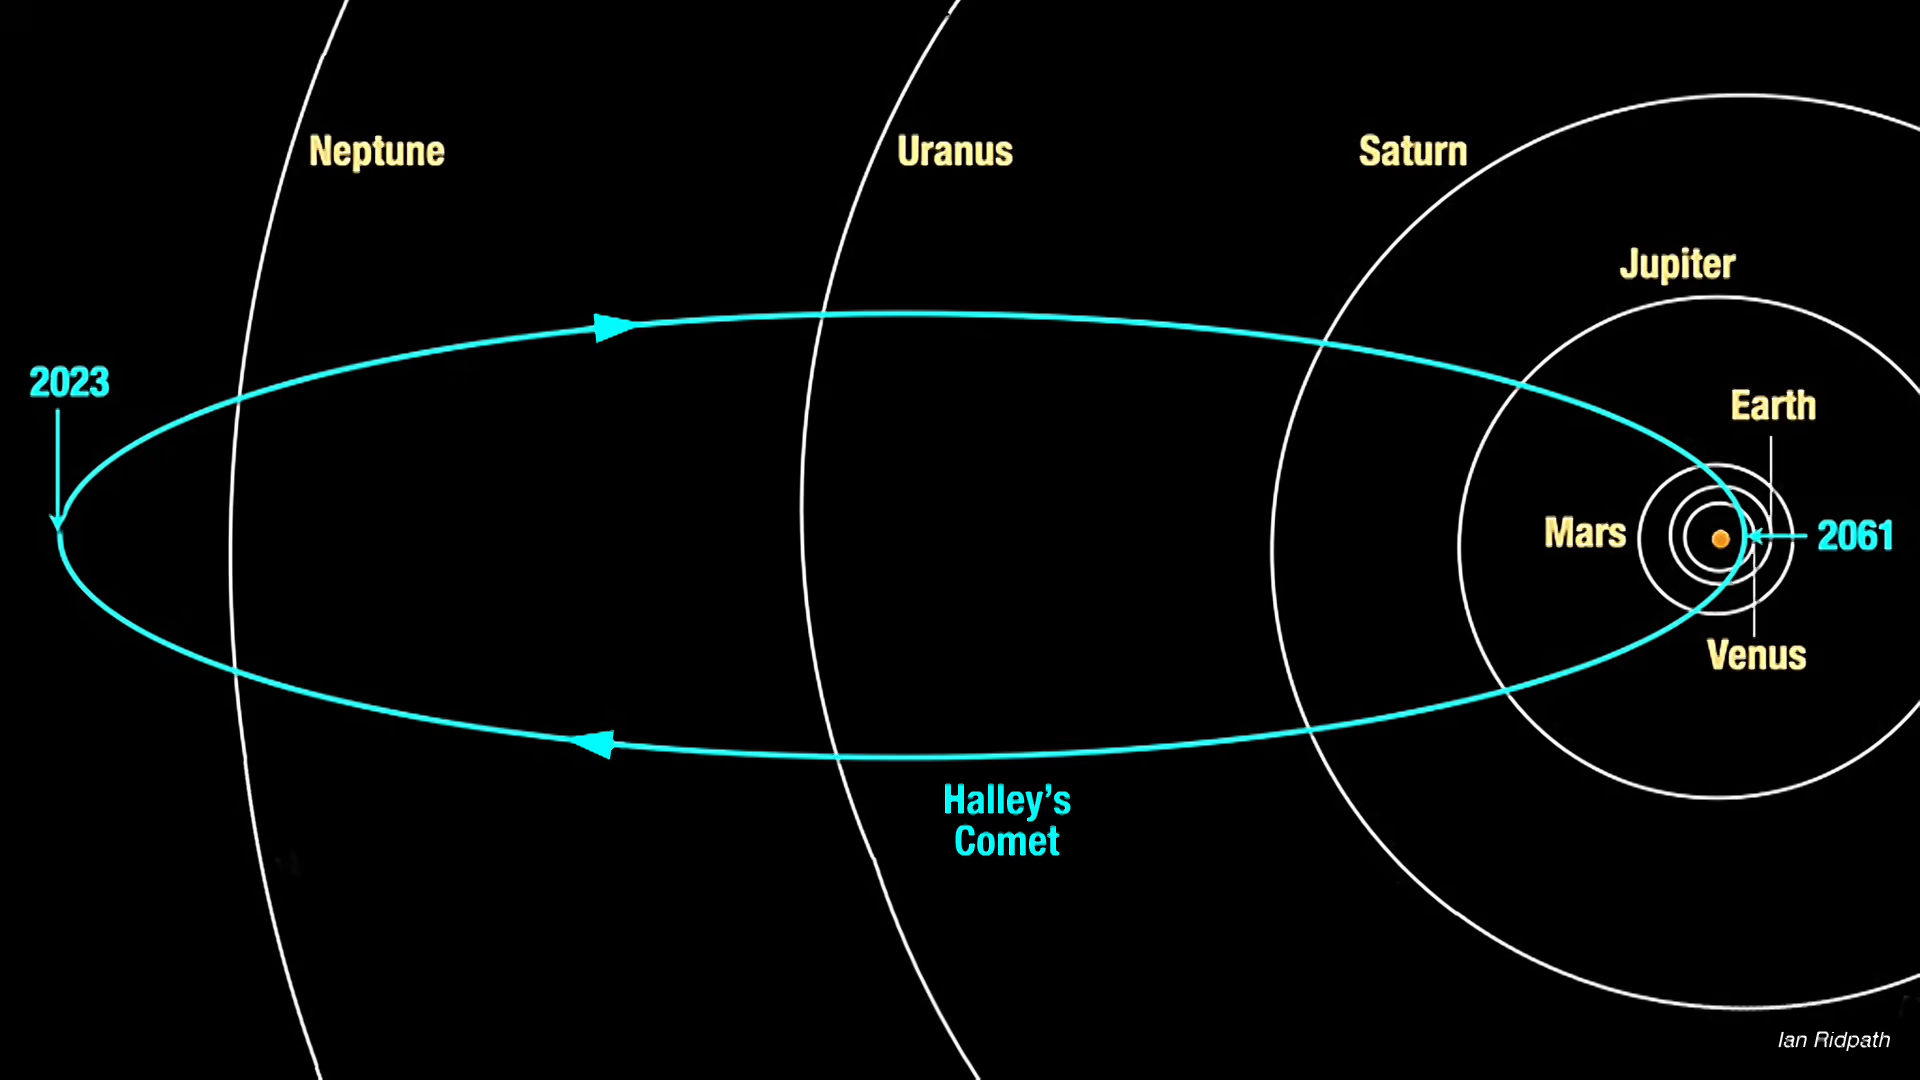 Neptune
Uranus
Saturn
Jupiter
2023
Earth
Mars
2061
Venus
Halley’s
Comet
Ian Ridpath